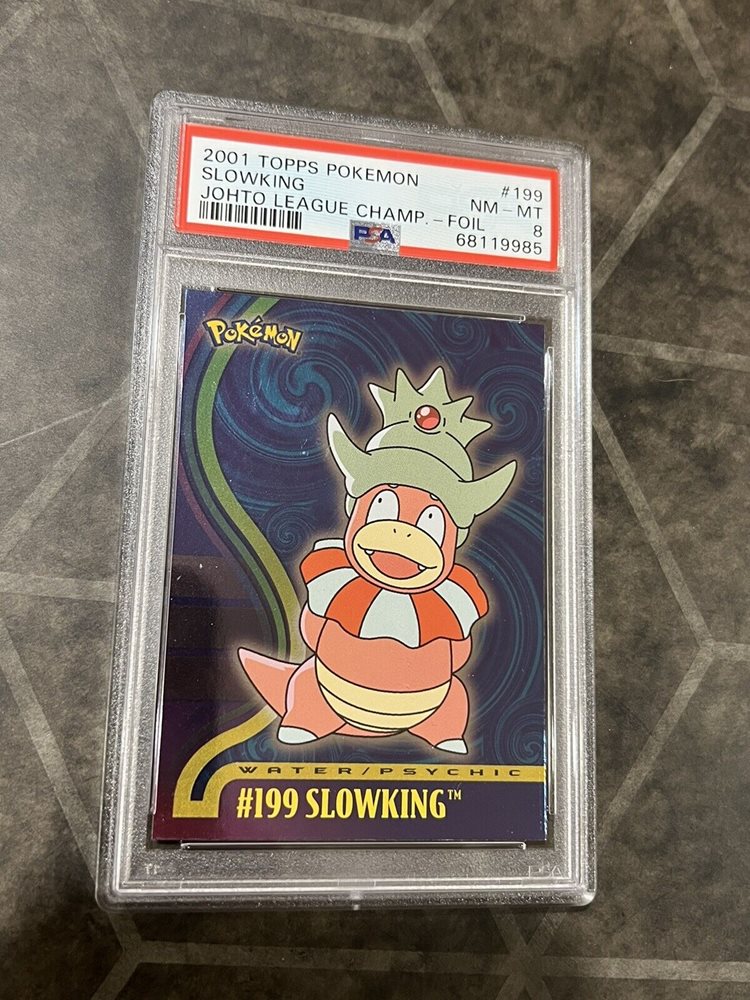 2001 TOPPS POKEMON #199
SLOWKING NM-MT
JOHTO LEAGUE CHAMP.-FOIL 8
PSA 68119985
POKéMON
WATER/PSYCHIC
#199 SLOWKING™
PSA